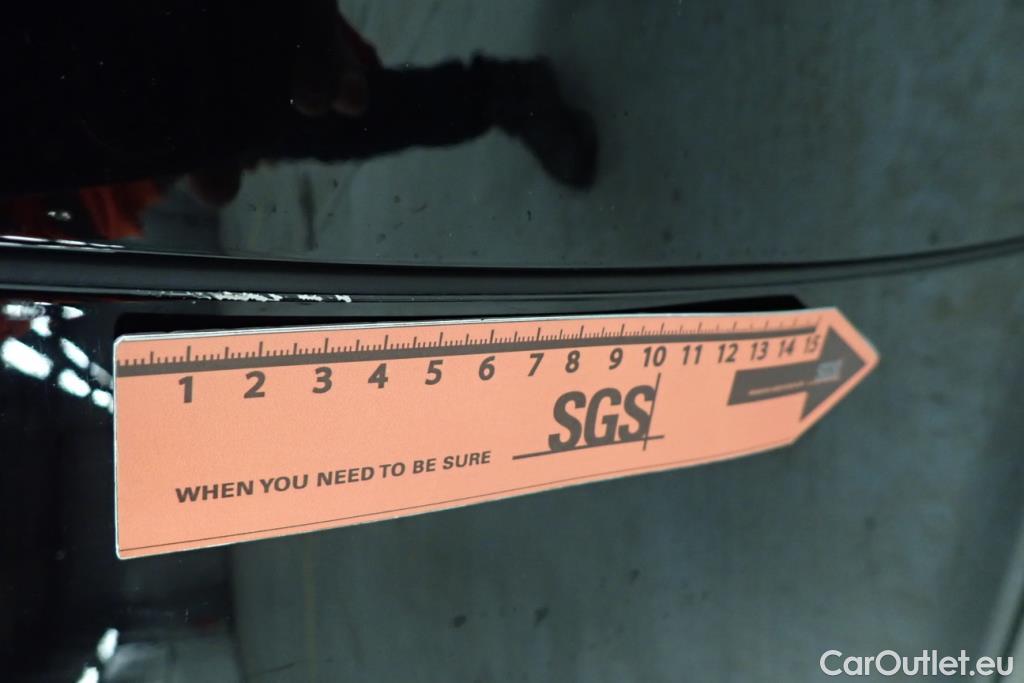 1 2 3 4 5 6 7 8 9 10 11 12 13 14 15
SGS
WHEN YOU NEED TO BE SURE
CarOutlet.eu